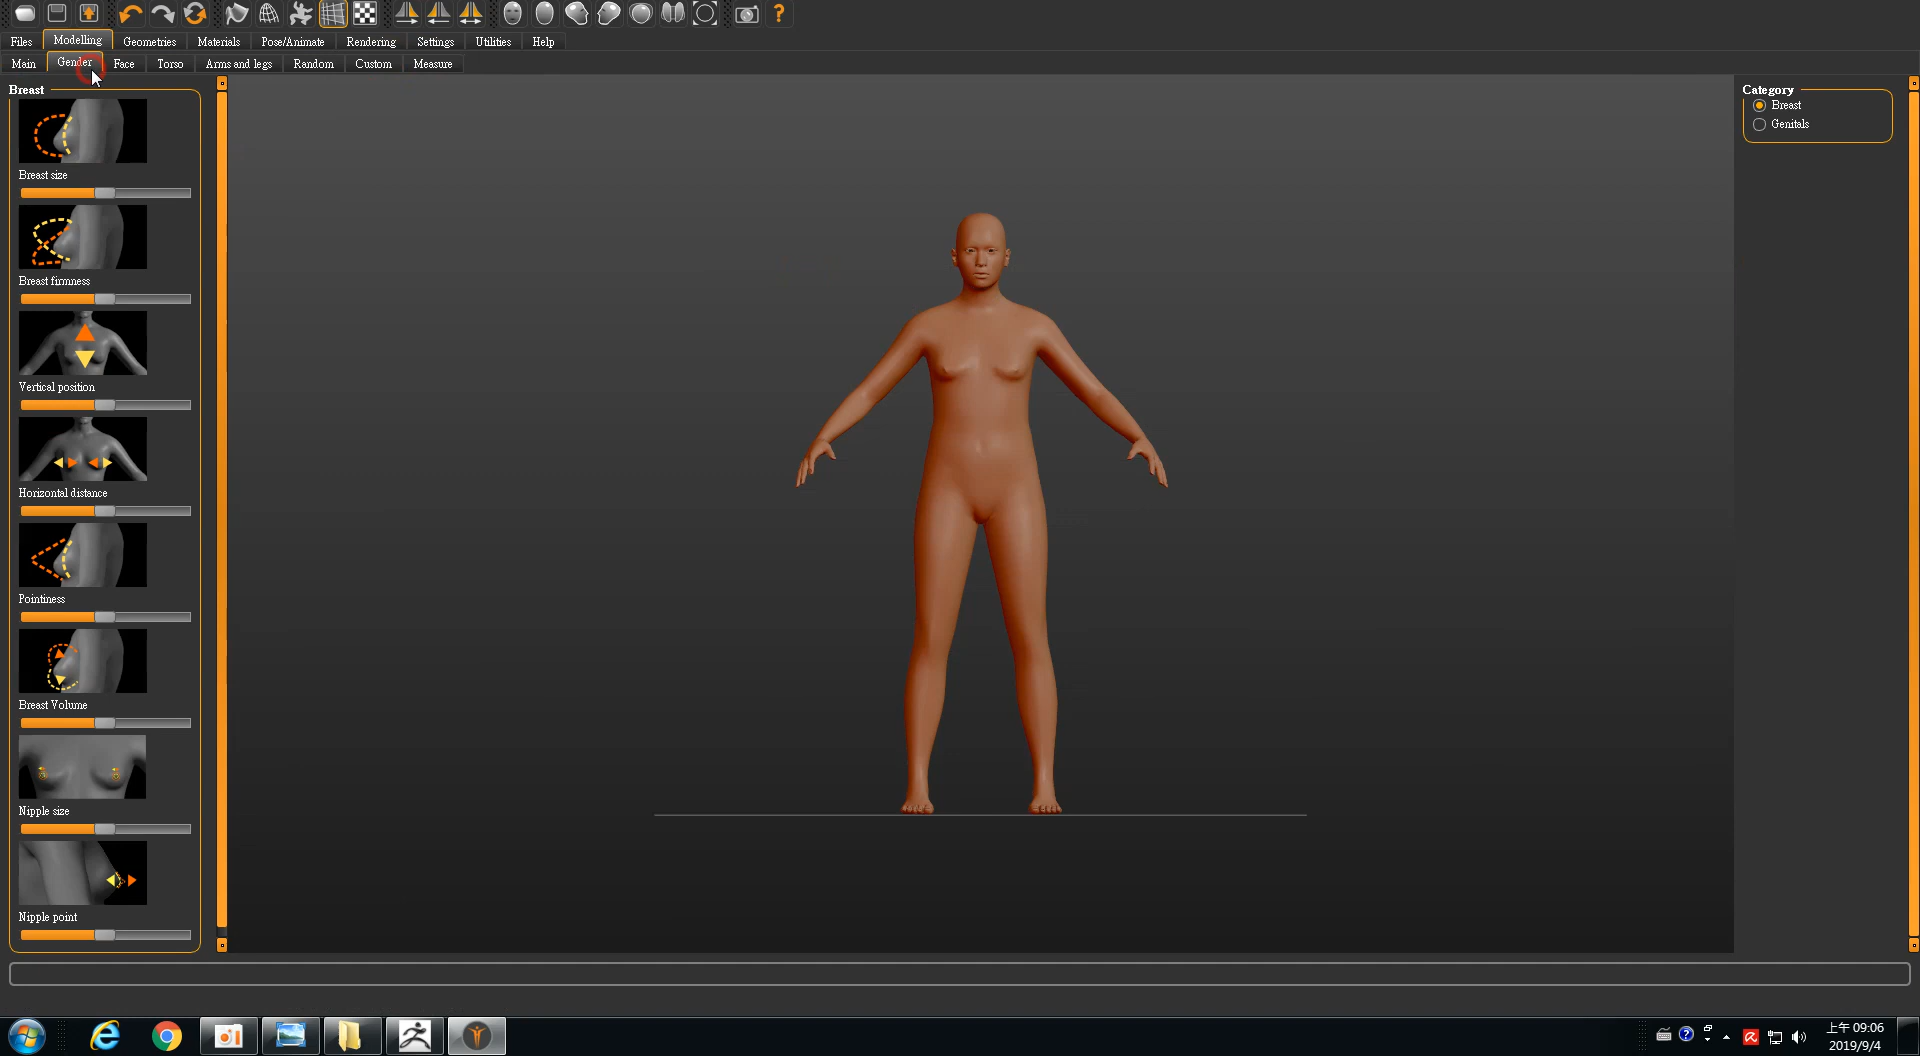 Files Modelling Geometries Materials Pose/Animate Rendering Settings Utilities Help
Main Gender Face Torso Arms and legs Random Custom Measure
Breast
Breast size
Breast firmness
Vertical position
Horizontal distance
Pointiness
Breast Volume
Nipple size
Nipple point
Category
Breast
Genitals
上午 09:06
2019/9/4